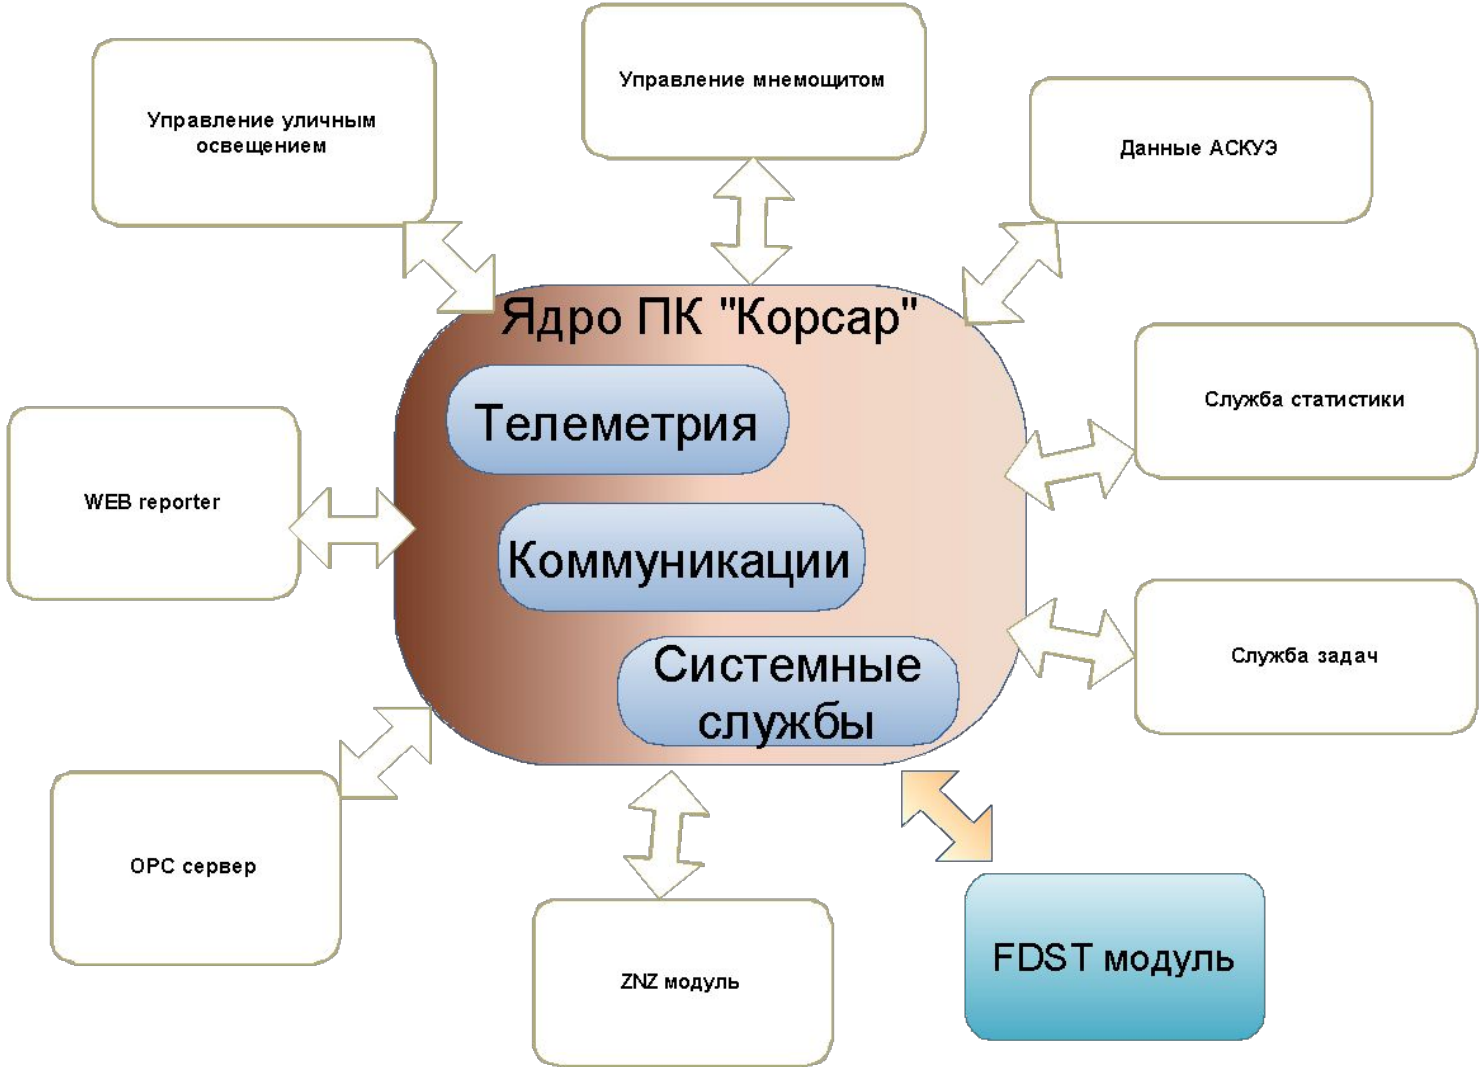 Управление мнемощитом
Управление уличным
освещением
Данные АСКУЭ
Ядро ПК "Корсар"
Телеметрия
Служба статистики
WEB reporter
Коммуникации
Системные
службы
Служба задач
OPC сервер
FDST модуль
ZNZ модуль